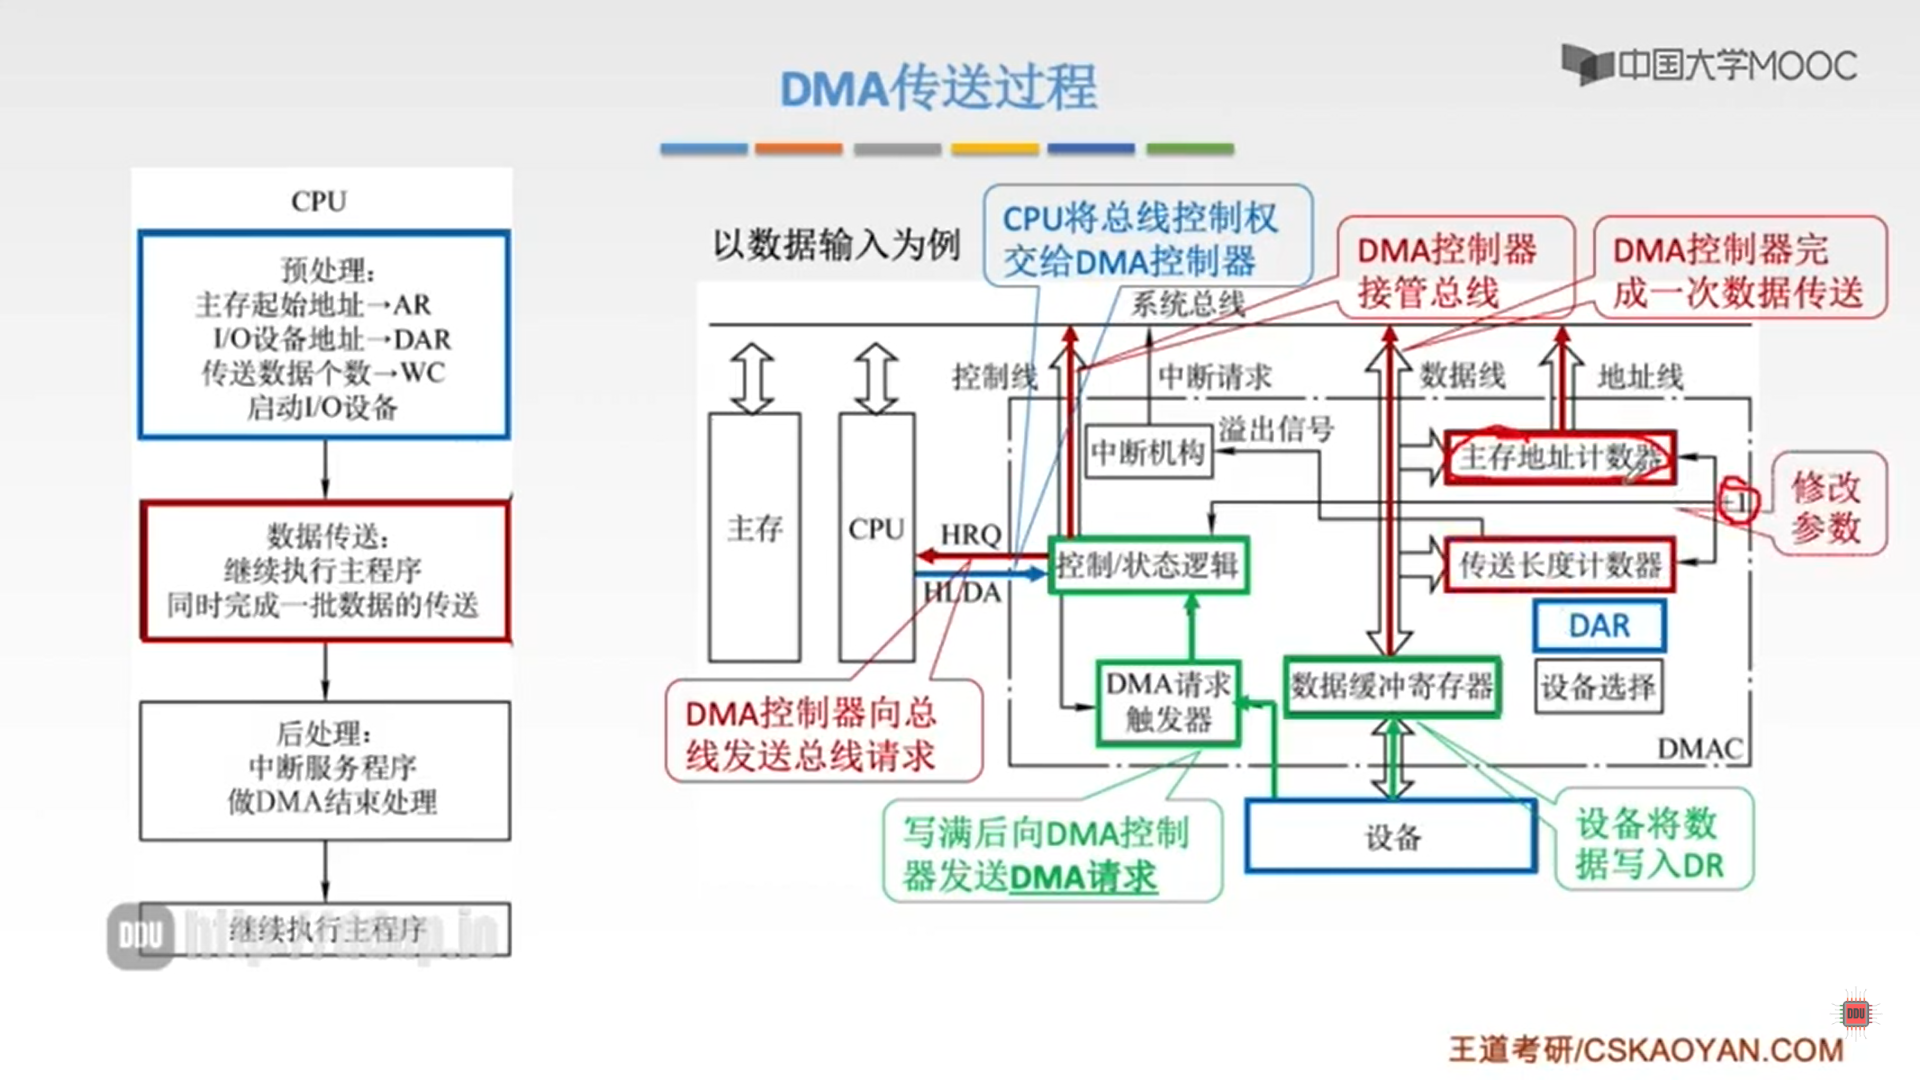 DMA传送过程
中国大学MOOC
CPU
预处理:
主存起始地址→AR
I/O设备地址→DAR
传送数据个数→WC
启动I/O设备
数据传送:
继续执行主程序
同时完成一批数据的传送
后处理:
中断服务程序
做DMA结束处理
继续执行主程序
DDU
以数据输入为例
CPU将总线控制权
交给DMA控制器
DMA控制器
接管总线
DMA控制器完
成一次数据传送
系统总线
控制线
中断请求
数据线
地址线
中断机构
溢出信号
主存地址计数器
+1
修改
参数
主存
CPU
HRQ
HLDA
控制/状态逻辑
传送长度计数器
DAR
DMA请求
触发器
数据缓冲寄存器
设备选择
DMAC
DMA控制器向总
线发送总线请求
写满后向DMA控制
器发送DMA请求
设备
设备将数
据写入DR
DDU
王道考研/CSKAOYAN.COM